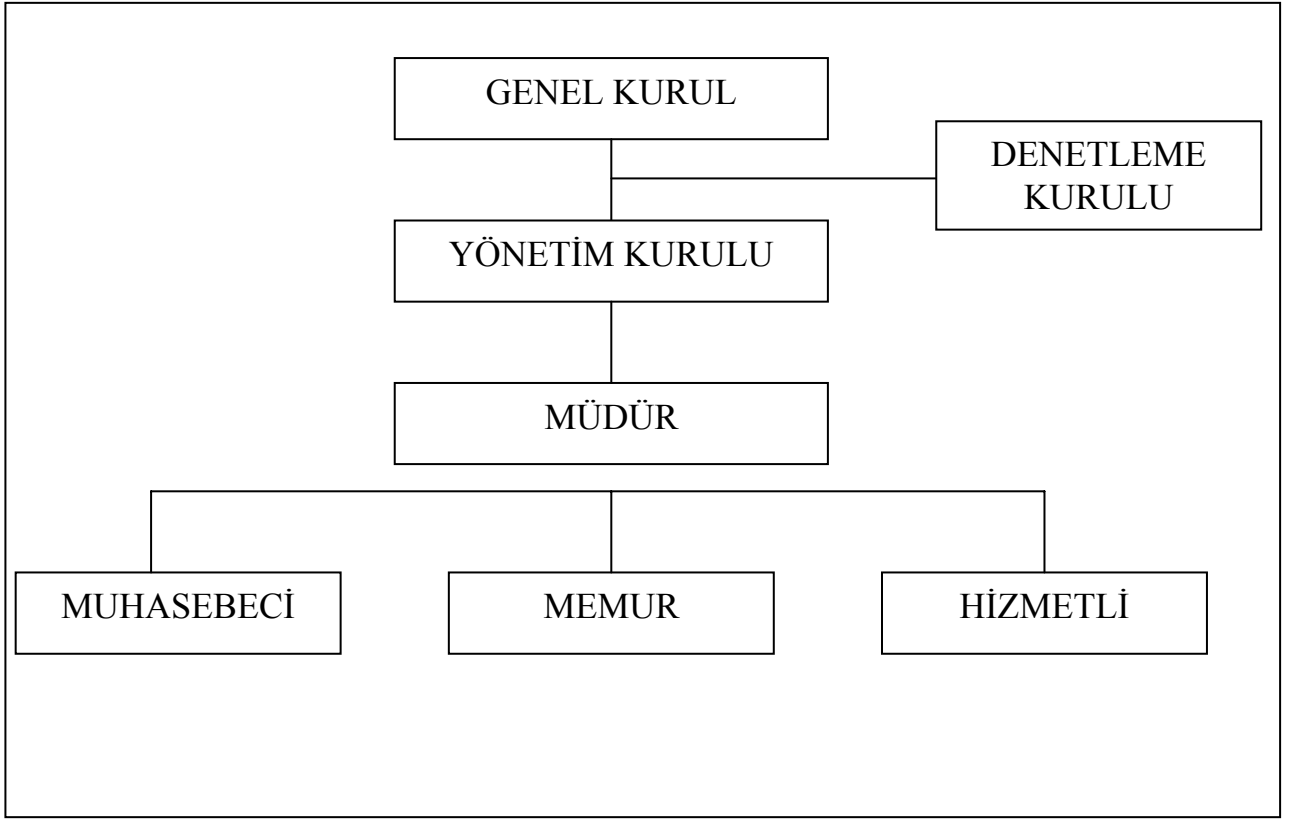 GENEL KURUL
DENETLEME
KURULU
YÖNETİM KURULU
MÜDÜR
MUHASEBECİ
MEMUR
HİZMETLİ